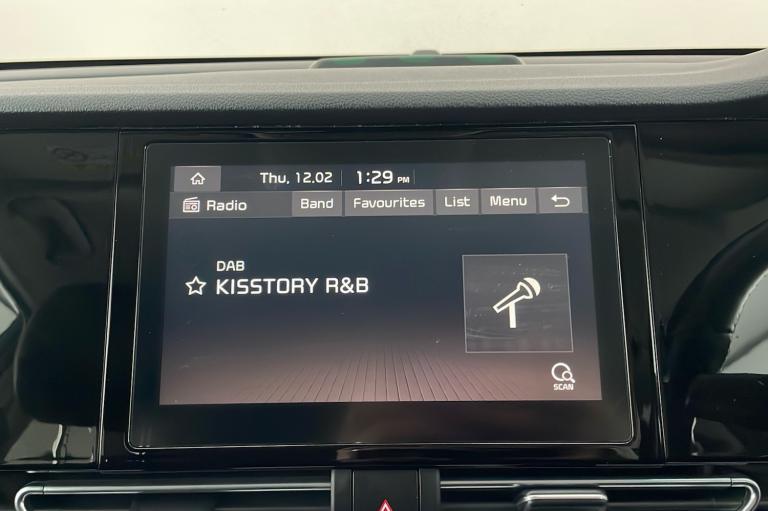 Thu, 12.02 1:29 PM
Radio Band Favourites List Menu
DAB
KISSTORY R&B
SCAN